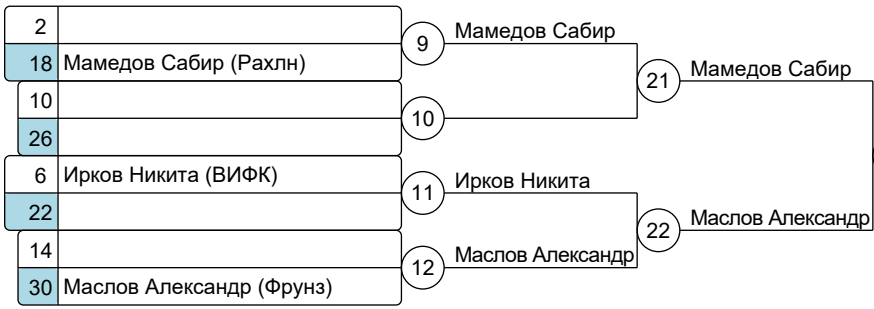 2
18 Мамедов Сабир (Рахлн)
10
26
6 Ирков Никита (ВИФК)
22
14
30 Маслов Александр (Фрунз)
9
10
11
12
Мамедов Сабир
Ирков Никита
Маслов Александр
21
22
Мамедов Сабир
Маслов Александр